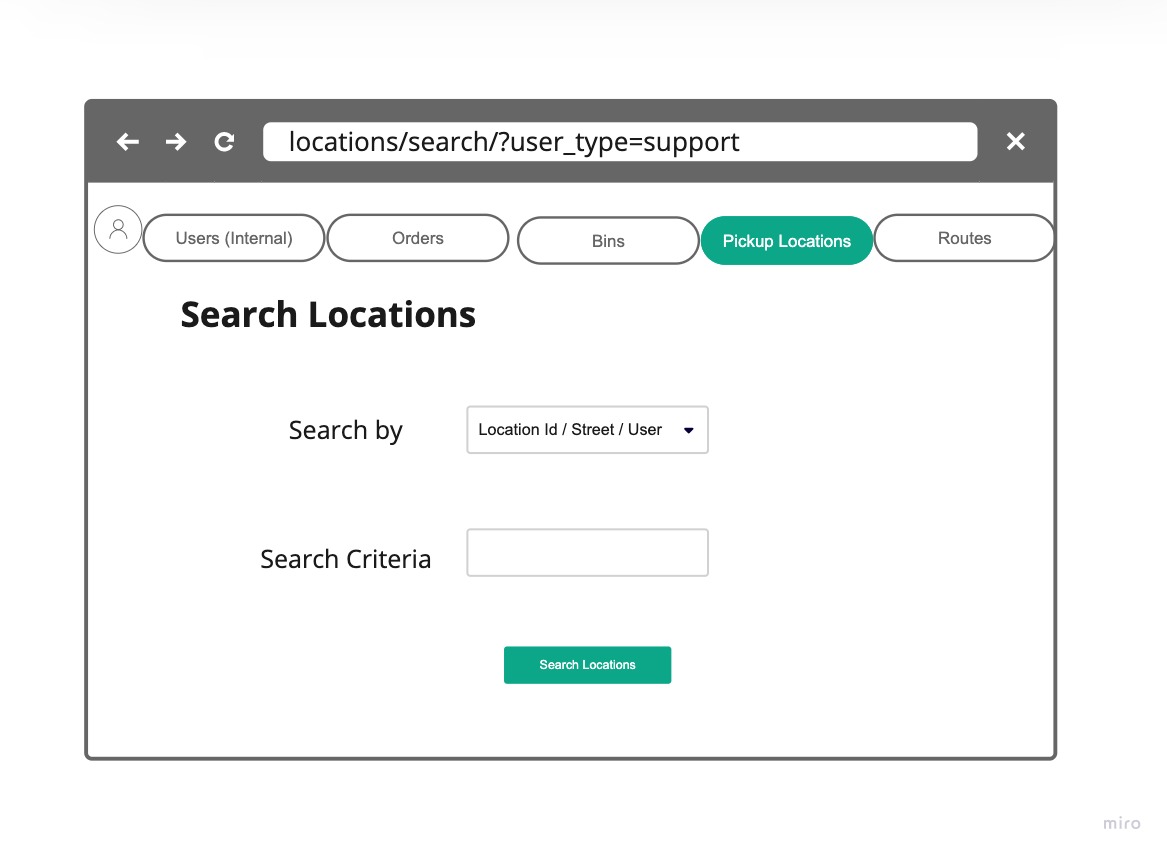 locations/search/?user_type=support
Users (Internal)
Orders
Bins
Pickup Locations
Routes
Search Locations
Search by
Location Id / Street / User
Search Criteria
Search Locations
miro